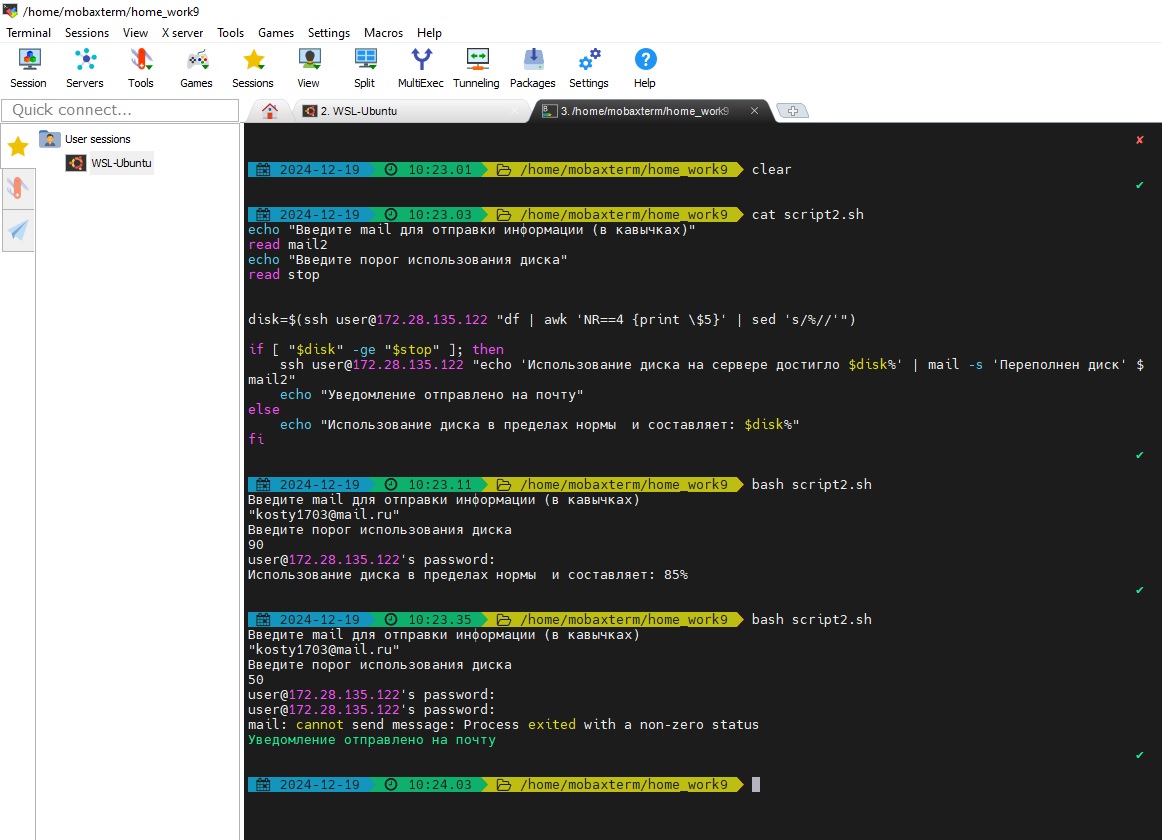 /home/mobaxterm/home_work9
Terminal Sessions View X server Tools Games Settings Macros Help
Session Servers Tools Games Sessions View Split MultiExec Tunneling Packages Settings Help
Quick connect...
2. WSL-Ubuntu
3. /home/mobaxterm/home_work9
User sessions
WSL-Ubuntu
2024-12-19 10:23.01 /home/mobaxterm/home_work9 clear
2024-12-19 10:23.03 /home/mobaxterm/home_work9 cat script2.sh
echo "Введите mail для отправки информации (в кавычках)"
read mail2
echo "Введите порог использования диска"
read stop
disk=$(ssh user@172.28.135.122 "df | awk 'NR==4 {print \$5}' | sed 's/%//'")
if [ "$disk" -ge "$stop" ]; then
ssh user@172.28.135.122 "echo 'Использование диска на сервере достигло $disk%' | mail -s 'Переполнен диск' $
mail2"
echo "Уведомление отправлено на почту"
else
echo "Использование диска в пределах нормы  и составляет: $disk%"
fi
2024-12-19 10:23.11 /home/mobaxterm/home_work9 bash script2.sh
Введите mail для отправки информации (в кавычках)
"kosty1703@mail.ru"
Введите порог использования диска
90
user@172.28.135.122's password:
Использование диска в пределах нормы  и составляет: 85%
2024-12-19 10:23.35 /home/mobaxterm/home_work9 bash script2.sh
Введите mail для отправки информации (в кавычках)
"kosty1703@mail.ru"
Введите порог использования диска
50
user@172.28.135.122's password:
user@172.28.135.122's password:
mail: cannot send message: Process exited with a non-zero status
Уведомление отправлено на почту
2024-12-19 10:24.03 /home/mobaxterm/home_work9